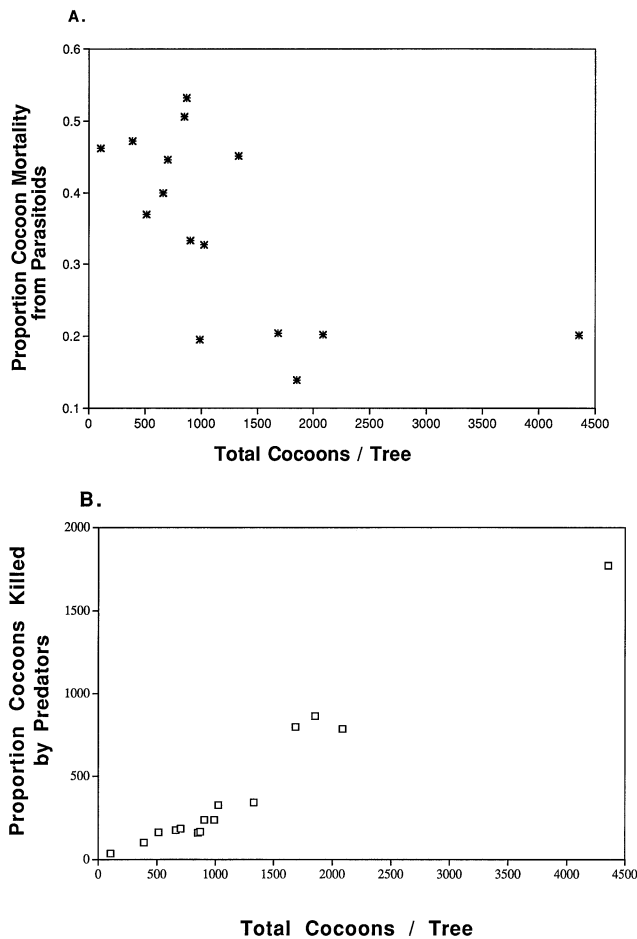 A.
0.6
0.5
0.4
0.3
0.2
0.1
Proportion Cocoon Mortality
from Parasitoids
0 500 1000 1500 2000 2500 3000 3500 4000 4500
Total Cocoons / Tree
B.
2000
1500
1000
500
0
Proportion Cocoons Killed
by Predators
0 500 1000 1500 2000 2500 3000 3500 4000 4500
Total Cocoons / Tree